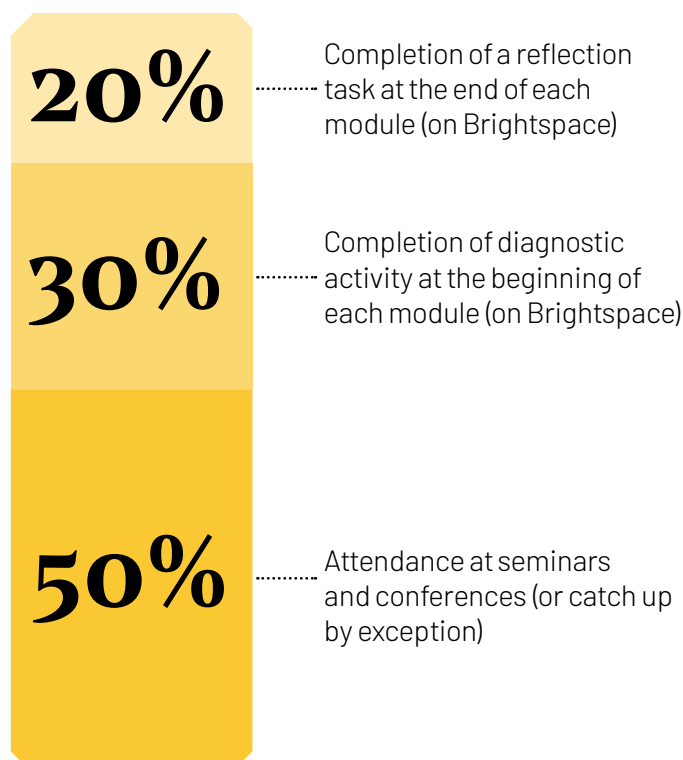 20%
Completion of a reflection
task at the end of each
module (on Brightspace)
30%
Completion of diagnostic
activity at the beginning of
each module (on Brightspace)
50%
Attendance at seminars
and conferences (or catch up
by exception)